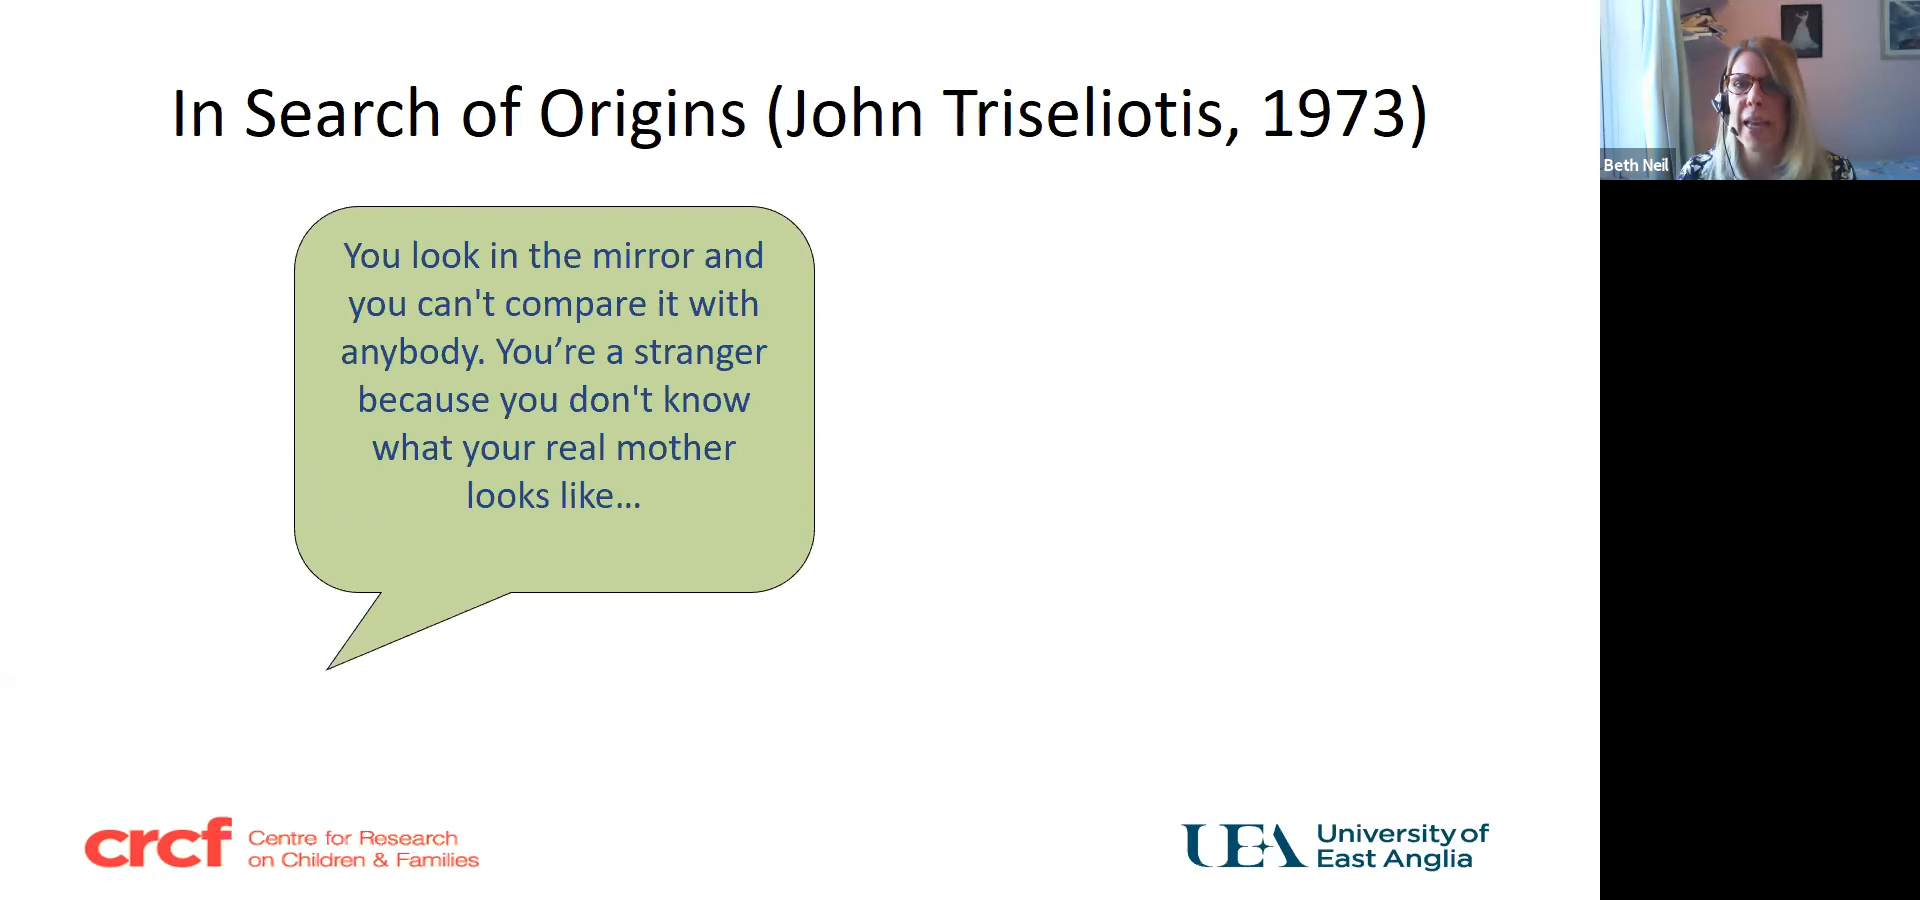 In Search of Origins (John Triseliotis, 1973)
Beth Neil
You look in the mirror and
you can't compare it with
anybody. You’re a stranger
because you don't know
what your real mother
looks like…
crcf
Centre for Research
on Children & Families
UEA
University of
East Anglia